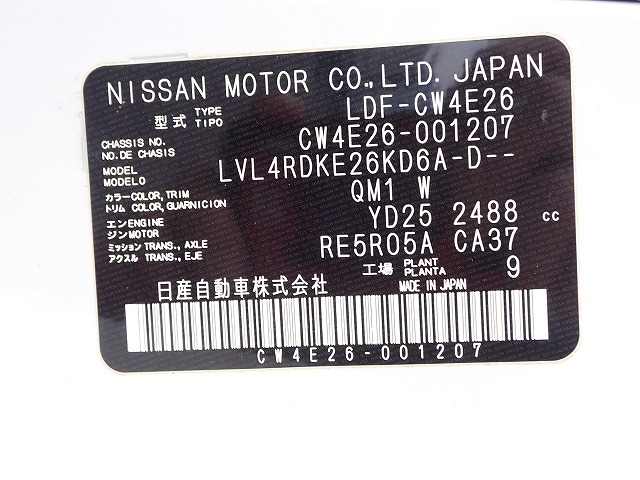 NISSAN MOTOR CO.,LTD. JAPAN
型式 TYPE TIPO LDF-CW4E26
CHASSIS NO. NO.DE CHASIS CW4E26-001207
MODEL MODELO LVL4RDKE26KD6A-D--
カラー COLOR, TRIM
トリム COLOR, GUARNICION QM1 W
エンジン ENGINE MOTOR YD25 2488 cc
ミッション TRANS., AXLE
アクスル TRANS., EJE RE5R05A CA37
工場 PLANT PLANTA 9
日産自動車株式会社 MADE IN JAPAN
CW4E26-001207